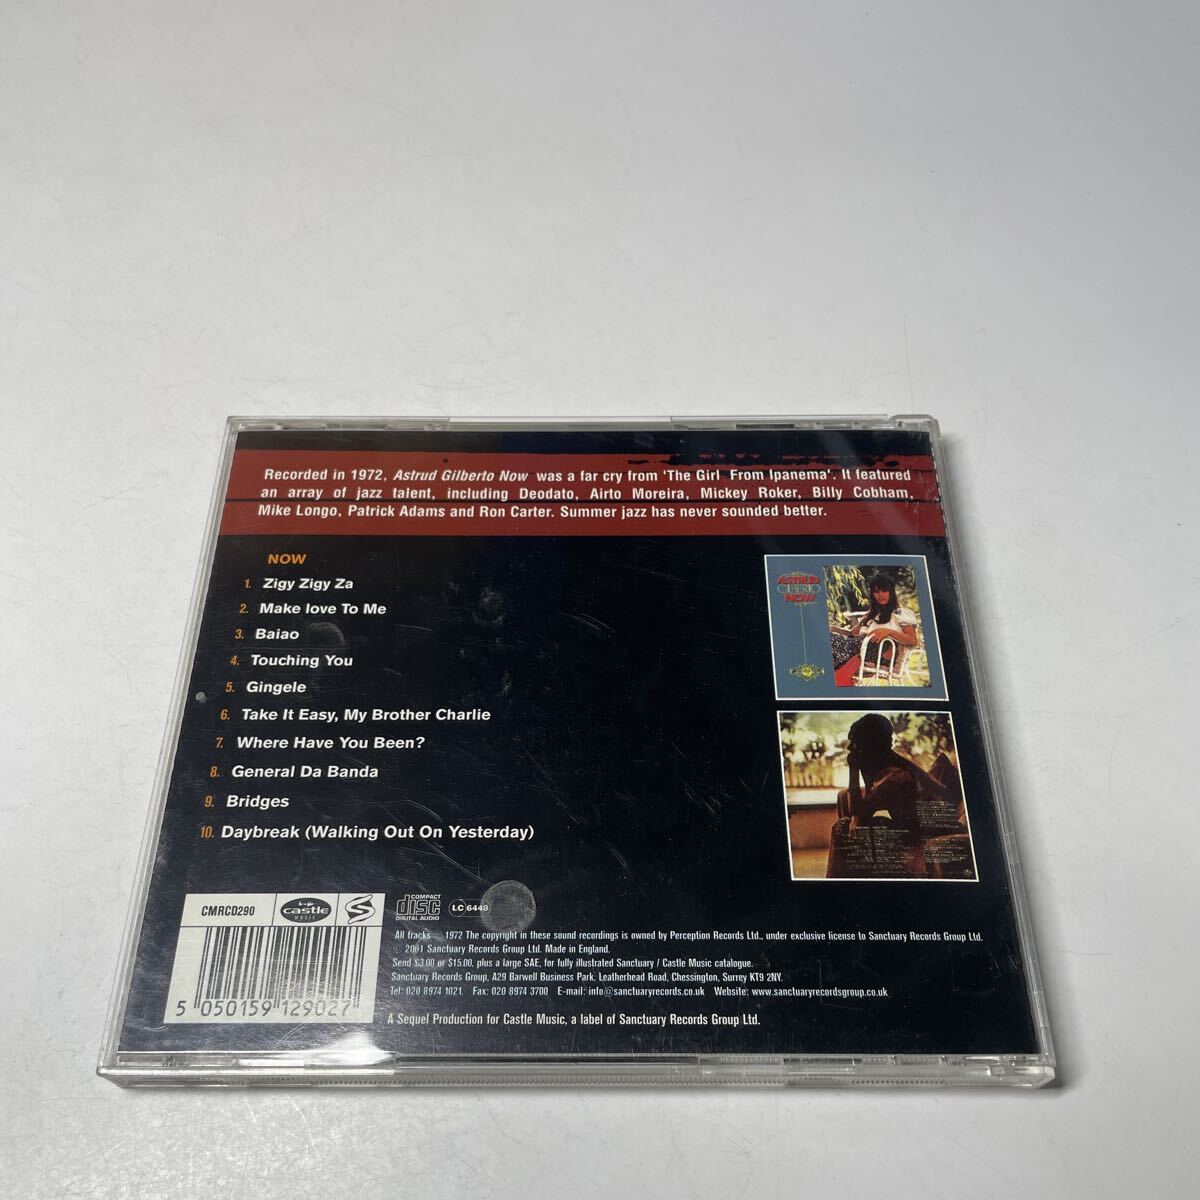 Recorded in 1972, Astrud Gilberto Now was a far cry from 'The Girl From Ipanema'. It featured
an array of jazz talent, including Deodato, Airto Moreira, Mickey Roker, Billy Cobham,
Mike Longo, Patrick Adams and Ron Carter. Summer jazz has never sounded better.
NOW
1. Zigy Zigy Za
2. Make love To Me
3. Baiao
4. Touching You
5. Gingele
6. Take It Easy, My Brother Charlie
7. Where Have You Been?
8. General Da Banda
9. Bridges
10. Daybreak (Walking Out On Yesterday)
ASTRUD
GILBERTO
NOW
CMRCD290
castle
MUSIC
COMPACT
disc
DIGITAL AUDIO
LC 6448
5 050159 129027
All tracks ℗ 1972 The copyright in these sound recordings is owned by Perception Records Ltd., under exclusive license to Sanctuary Records Group Ltd.
© 2001 Sanctuary Records Group Ltd. Made in England.
Send £3.00 or $15.00, plus a large SAE, for fully illustrated Sanctuary / Castle Music catalogue.
Sanctuary Records Group, A29 Barwell Business Park, Leatherhead Road, Chessington, Surrey KT9 2NY.
Tel: 020 8974 1021. Fax: 020 8974 3700 E-mail: info@sanctuaryrecords.co.uk Website: www.sanctuaryrecordsgroup.co.uk
A Sequel Production for Castle Music, a label of Sanctuary Records Group Ltd.